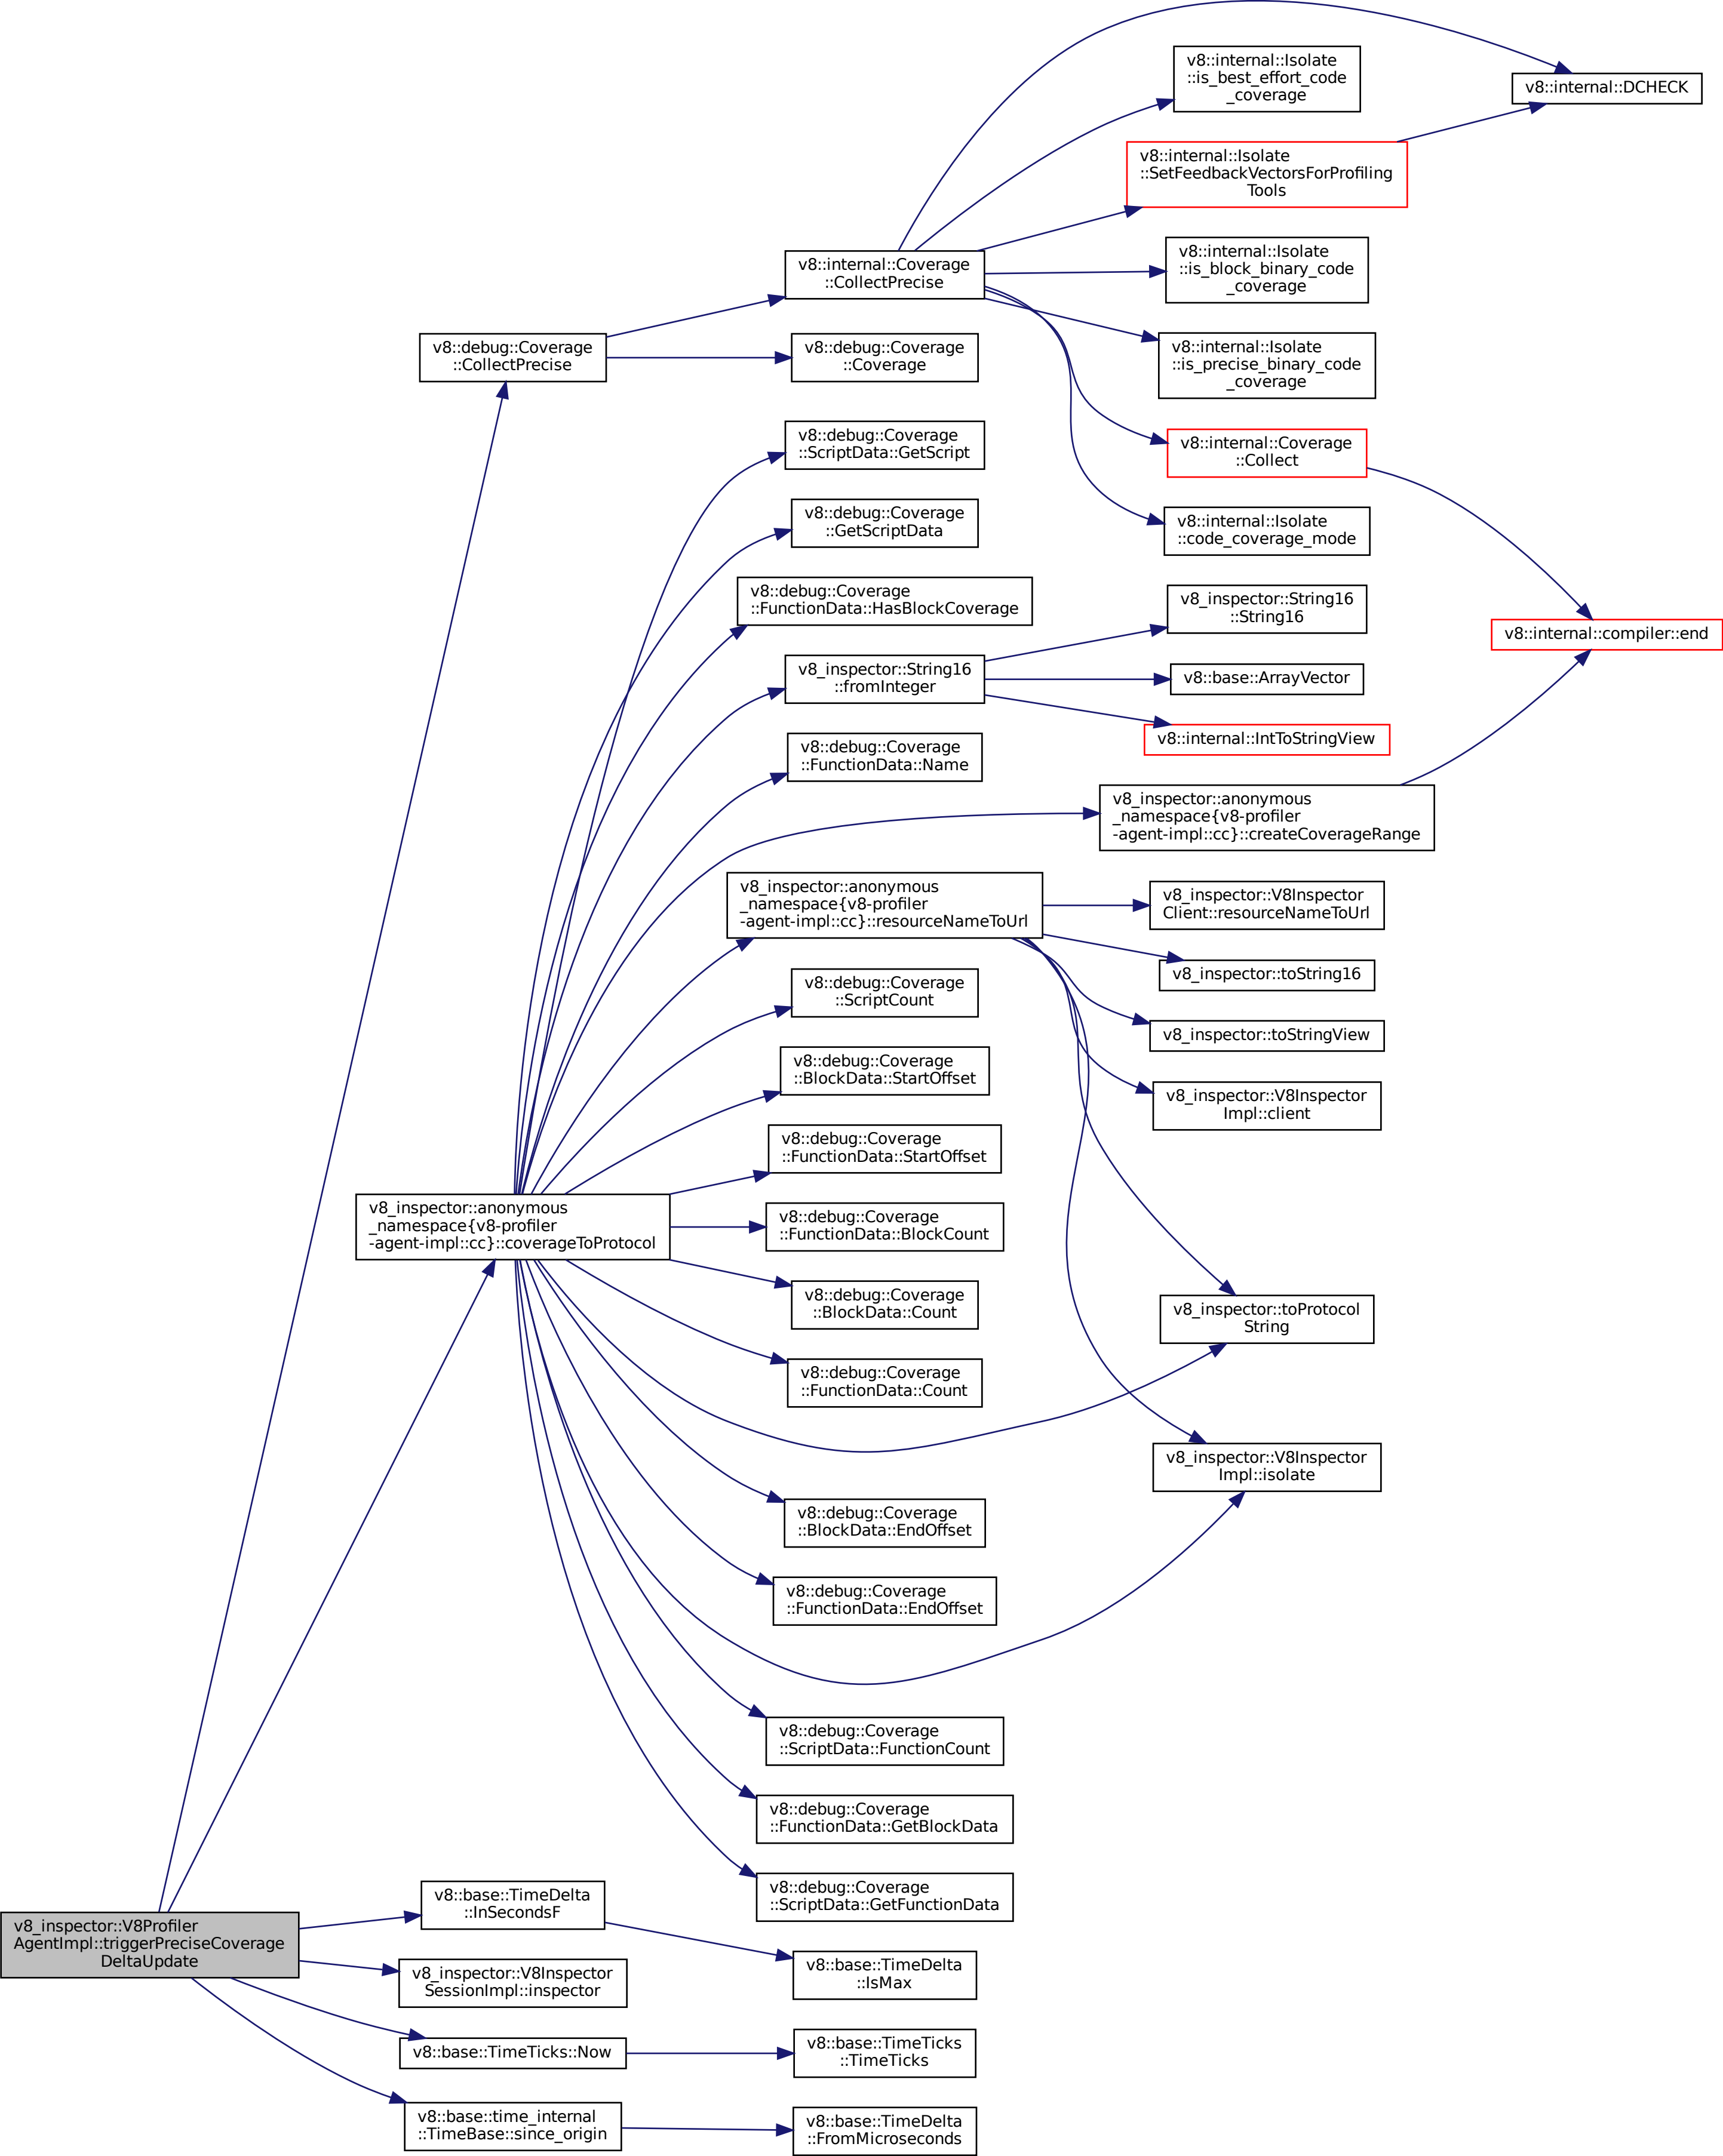 v8_inspector::V8Profiler
AgentImpl::triggerPreciseCoverage
DeltaUpdate
v8::debug::Coverage
::CollectPrecise
v8_inspector::anonymous
_namespace{v8-profiler
-agent-impl::cc}::coverageToProtocol
v8::base::TimeDelta
::InSecondsF
v8_inspector::V8Inspector
SessionImpl::inspector
v8::base::TimeTicks::Now
v8::base::time_internal
::TimeBase::since_origin
v8::internal::Coverage
::CollectPrecise
v8::debug::Coverage
::Coverage
v8::debug::Coverage
::ScriptData::GetScript
v8::debug::Coverage
::GetScriptData
v8::debug::Coverage
::FunctionData::HasBlockCoverage
v8_inspector::String16
::fromInteger
v8::debug::Coverage
::FunctionData::Name
v8_inspector::anonymous
_namespace{v8-profiler
-agent-impl::cc}::resourceNameToUrl
v8::debug::Coverage
::ScriptCount
v8::debug::Coverage
::BlockData::StartOffset
v8::debug::Coverage
::FunctionData::StartOffset
v8::debug::Coverage
::FunctionData::BlockCount
v8::debug::Coverage
::BlockData::Count
v8::debug::Coverage
::FunctionData::Count
v8::debug::Coverage
::BlockData::EndOffset
v8::debug::Coverage
::FunctionData::EndOffset
v8::debug::Coverage
::ScriptData::FunctionCount
v8::debug::Coverage
::FunctionData::GetBlockData
v8::debug::Coverage
::ScriptData::GetFunctionData
v8::base::TimeDelta
::IsMax
v8::base::TimeTicks
::TimeTicks
v8::base::TimeDelta
::FromMicroseconds
v8::internal::Isolate
::is_best_effort_code
_coverage
v8::internal::Isolate
::SetFeedbackVectorsForProfiling
Tools
v8::internal::Isolate
::is_block_binary_code
_coverage
v8::internal::Isolate
::is_precise_binary_code
_coverage
v8::internal::Coverage
::Collect
v8::internal::Isolate
::code_coverage_mode
v8_inspector::String16
::String16
v8::base::ArrayVector
v8::internal::IntToStringView
v8_inspector::anonymous
_namespace{v8-profiler
-agent-impl::cc}::createCoverageRange
v8_inspector::V8Inspector
Client::resourceNameToUrl
v8_inspector::toString16
v8_inspector::toStringView
v8_inspector::V8Inspector
Impl::client
v8_inspector::toProtocol
String
v8_inspector::V8Inspector
Impl::isolate
v8::internal::DCHECK
v8::internal::compiler::end